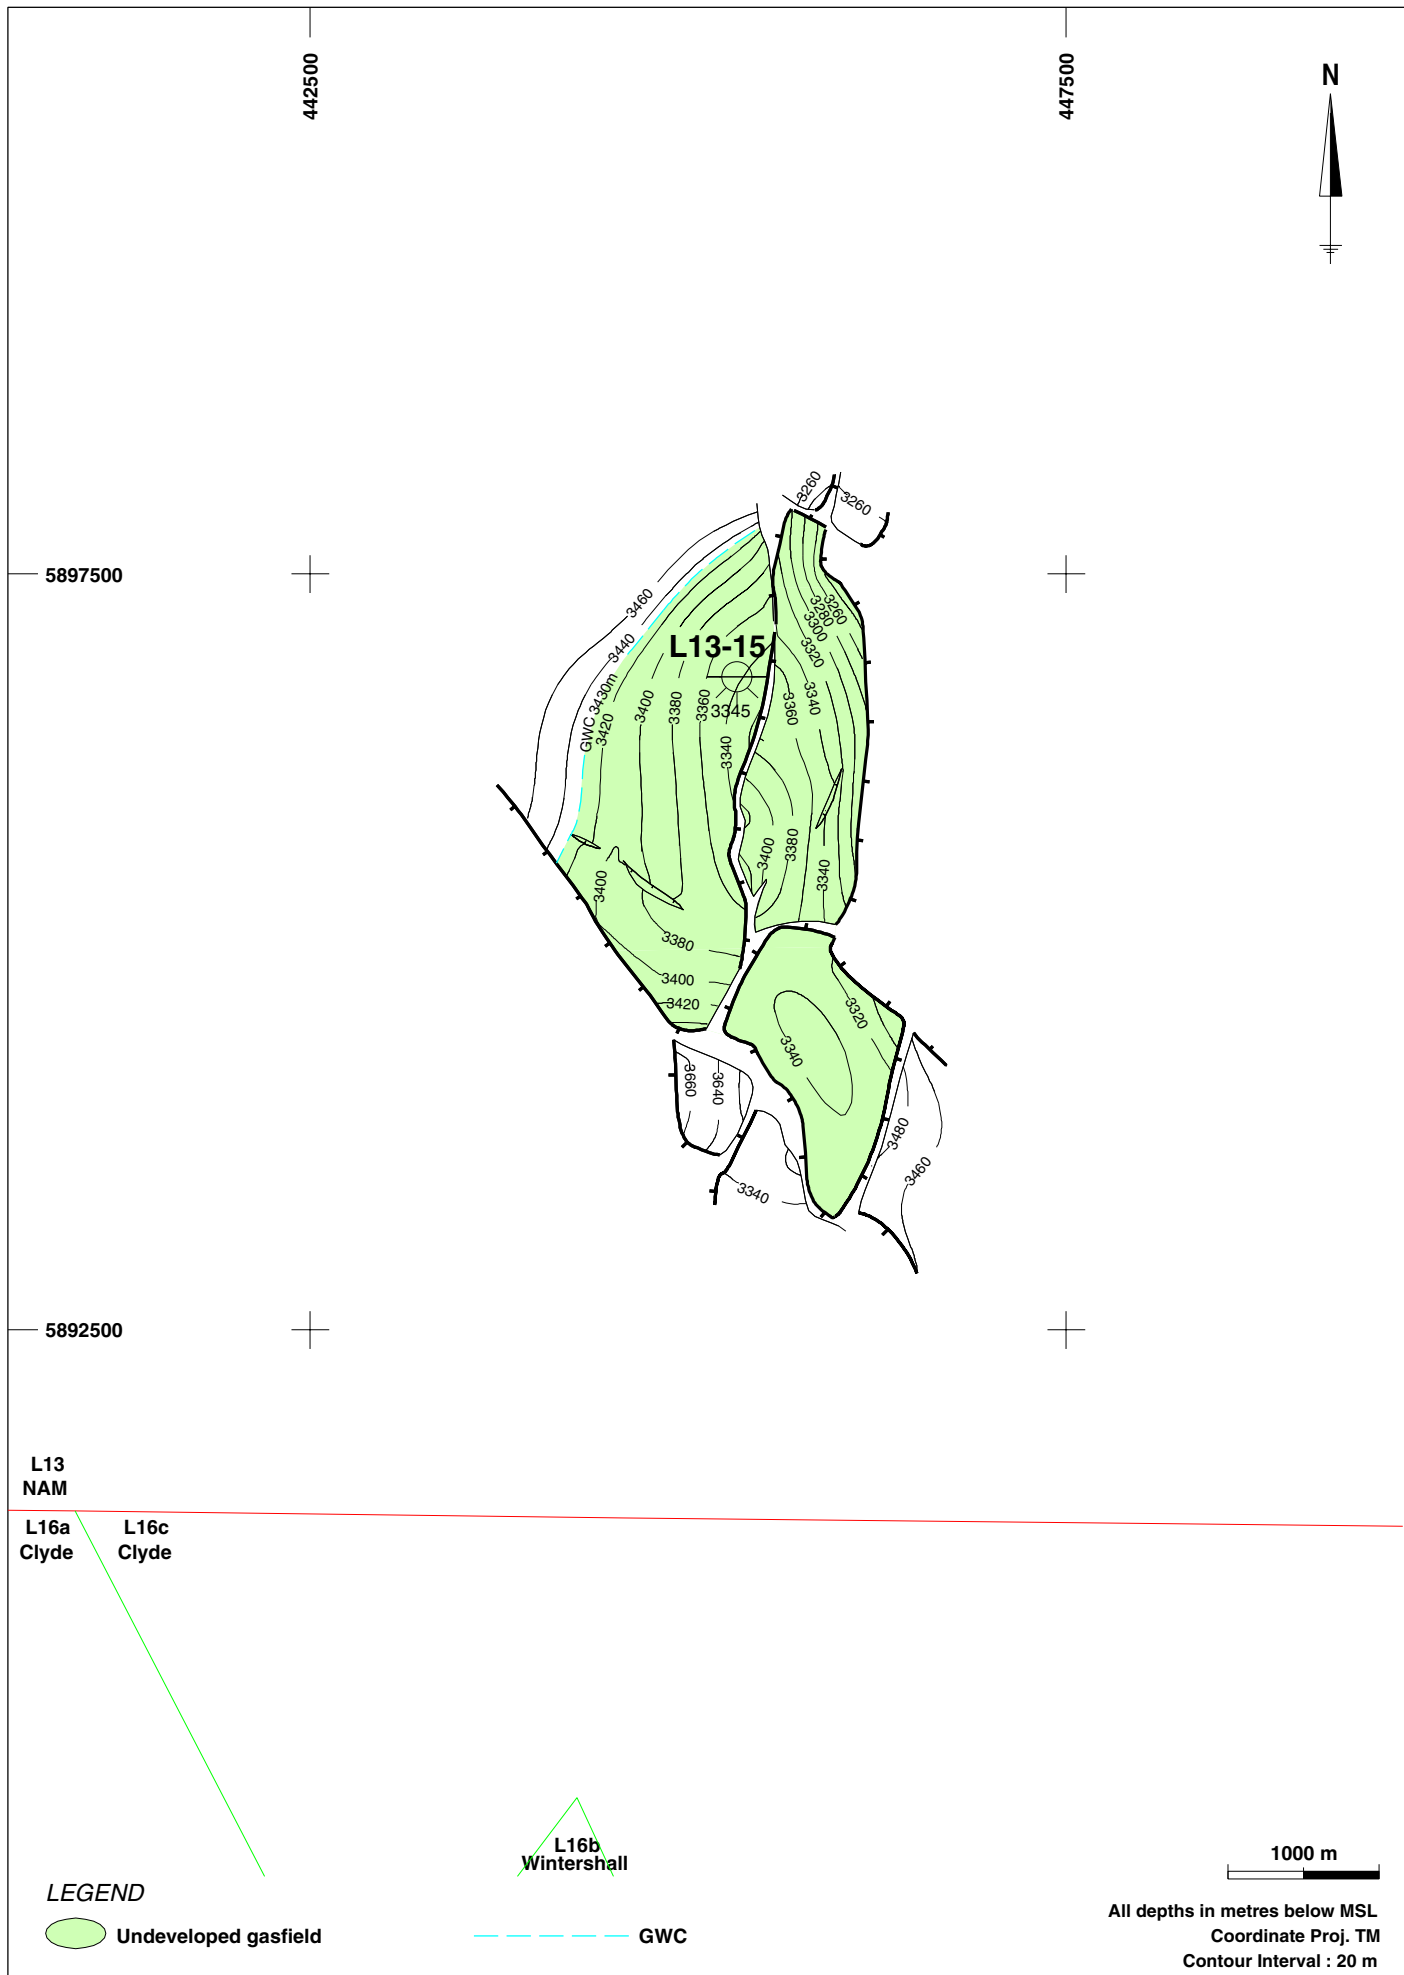 442500
447500
N
3260
3260
5897500
3460
3440
L13-15
3260
3280
3300
3320
3340
3360
GWC 3430m
3420
3400
3380
3360
3345
3340
3400
3380
3340
3400
3380
3400
3420
3320
3340
3660
3640
3480
3460
3340
5892500
L13
NAM
L16a
Clyde
L16c
Clyde
L16b
Wintershall
1000 m
LEGEND
Undeveloped gasfield
GWC
All depths in metres below MSL
Coordinate Proj. TM
Contour Interval : 20 m